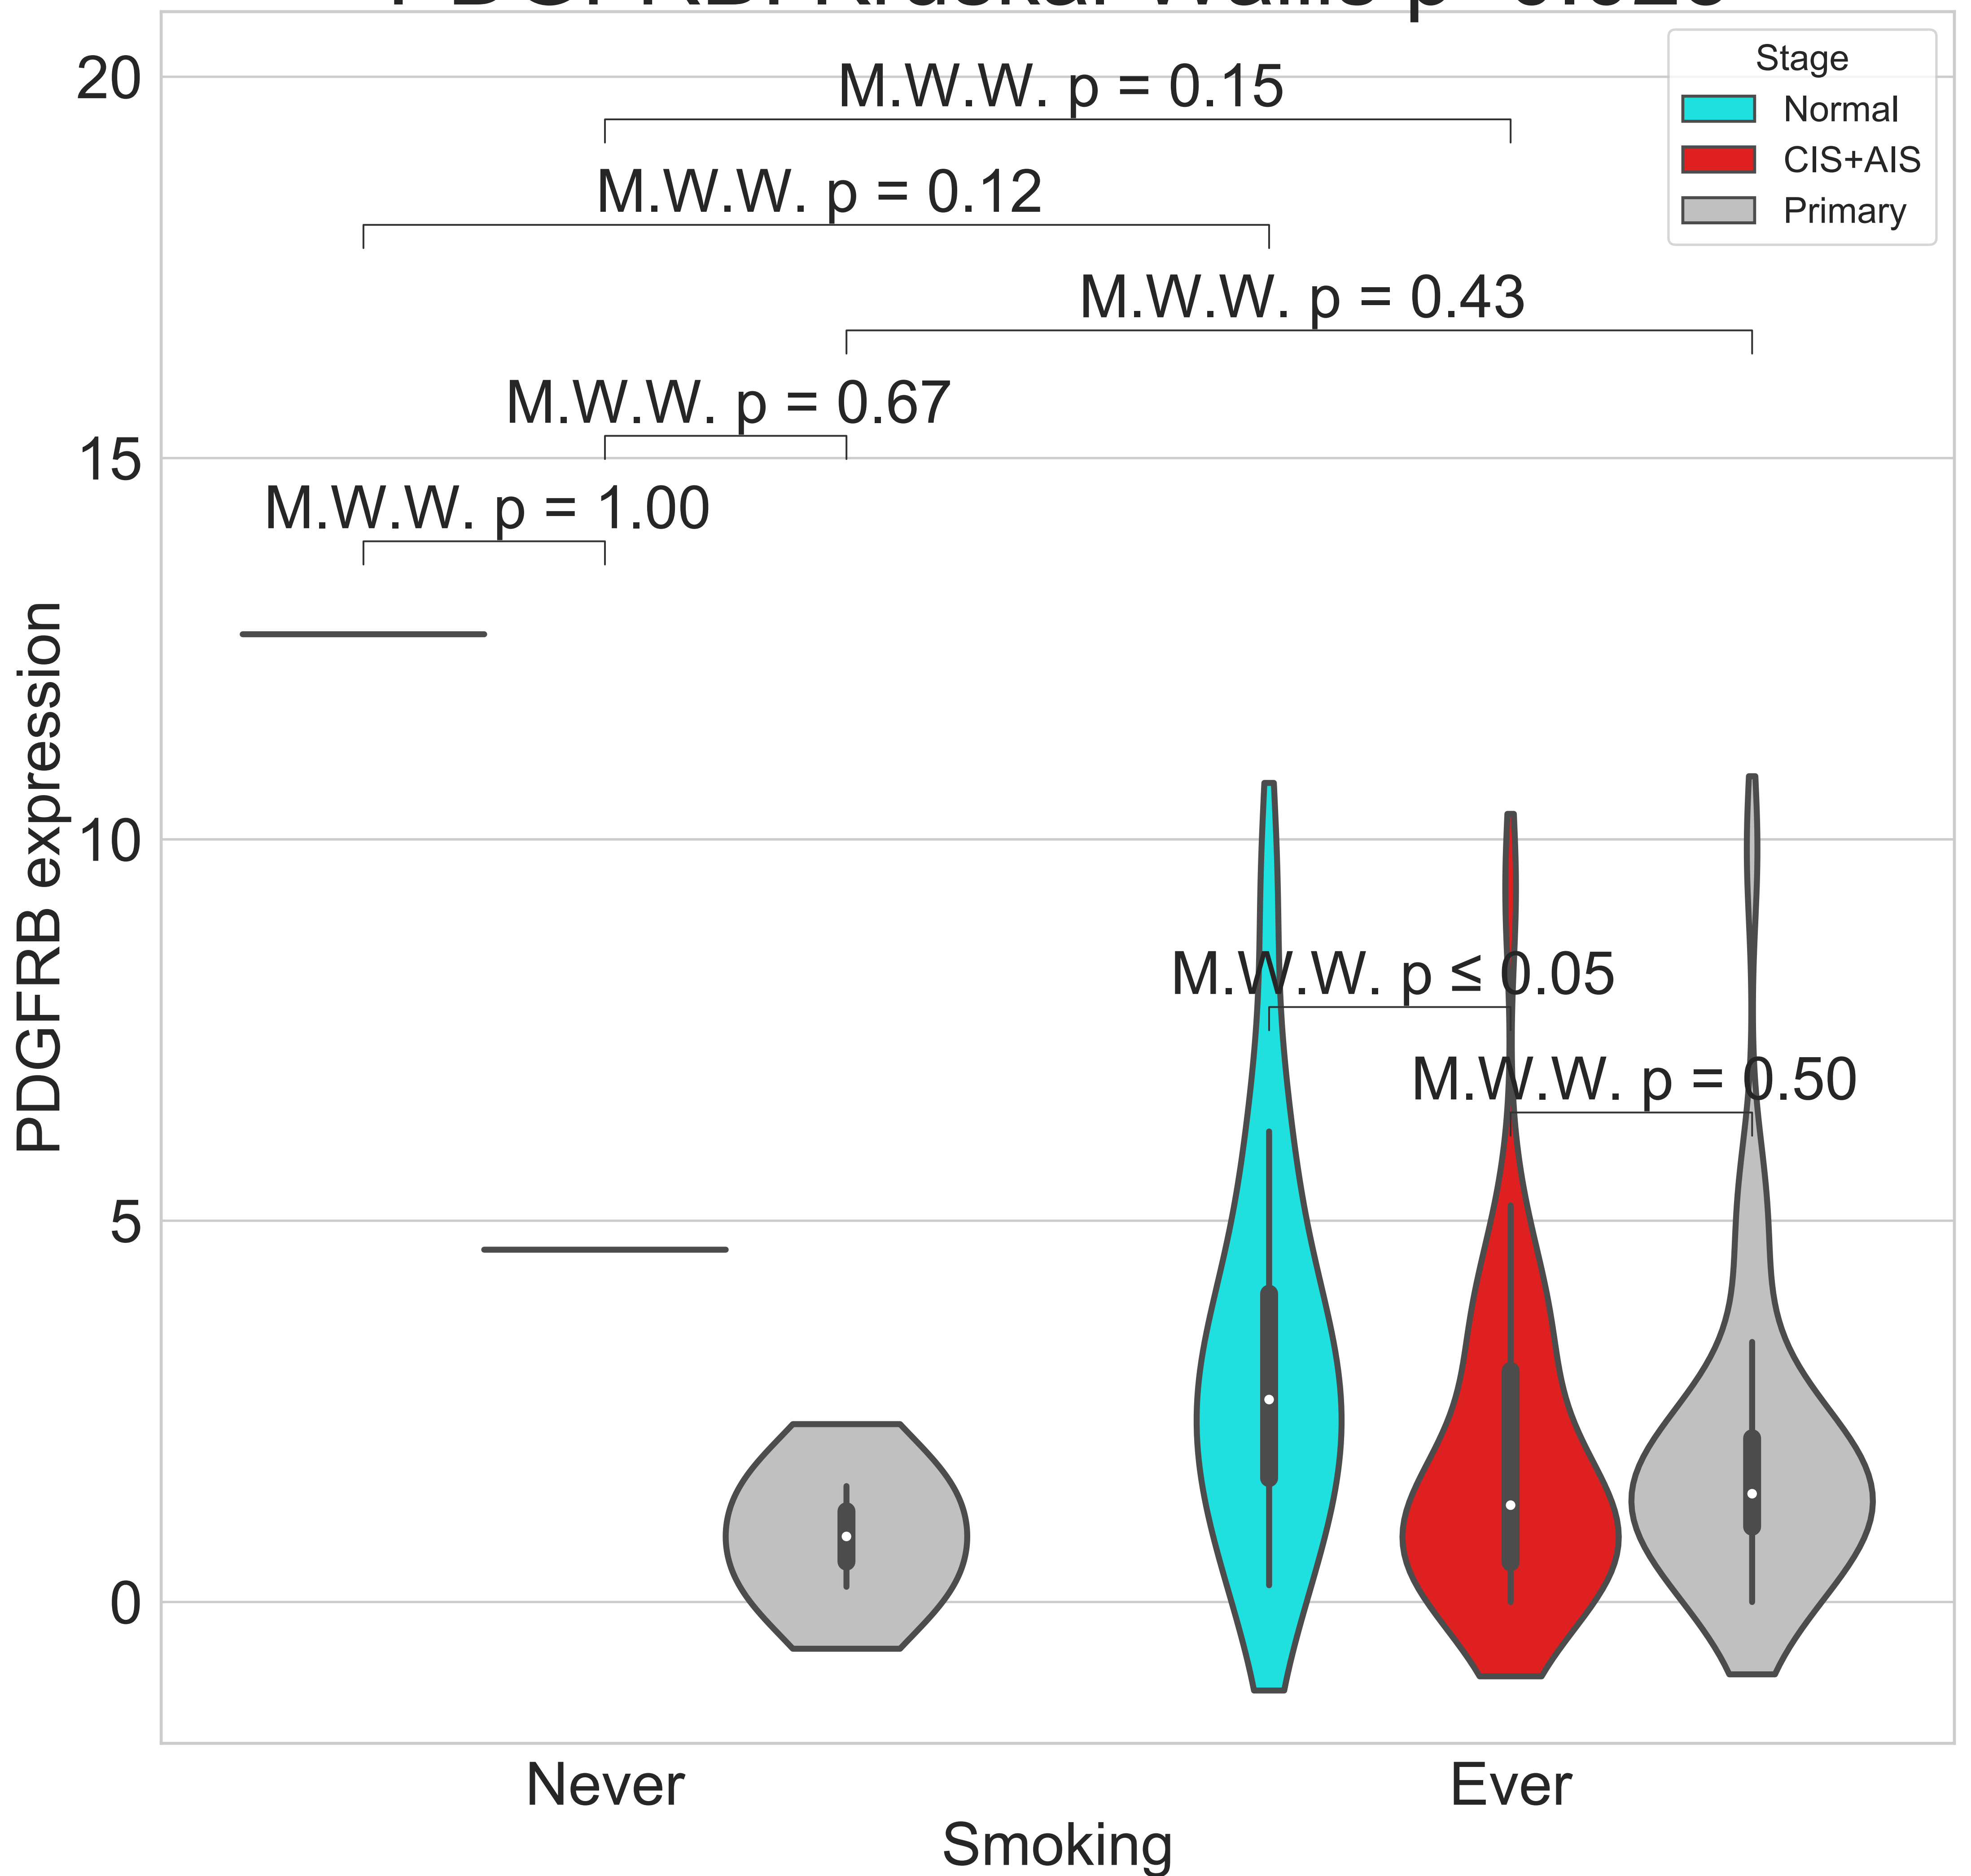 Stage
Normal
CIS+AIS
Primary
M.W.W. p = 0.15
M.W.W. p = 0.12
M.W.W. p = 0.43
M.W.W. p = 0.67
M.W.W. p = 1.00
M.W.W. p ≤ 0.05
M.W.W. p = 0.50
20
15
10
5
0
PDGFRB expression
Never
Ever
Smoking